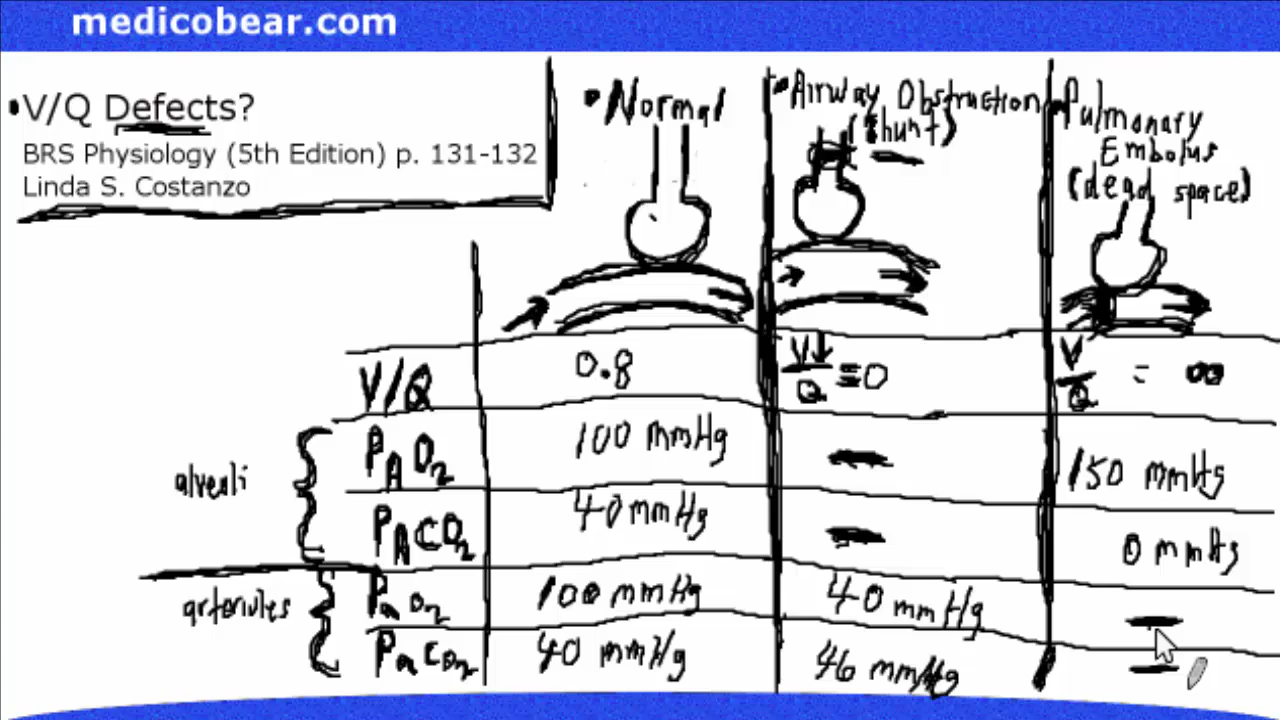 medicobear.com
•V/Q Defects?
BRS Physiology (5th Edition) p. 131-132
Linda S. Costanzo
•Normal
•Airway Obstruction
(shunt)
•Pulmonary
Embolus
(dead space)
V/Q 0.8 V↓/Q = 0 V/Q = ∞
alveoli
PAO2 100 mmHg — 150 mmHg
PACO2 40 mmHg — 0 mmHg
arterioles
PaO2 100 mmHg 40 mmHg —
PaCO2 40 mmHg 46 mmHg —